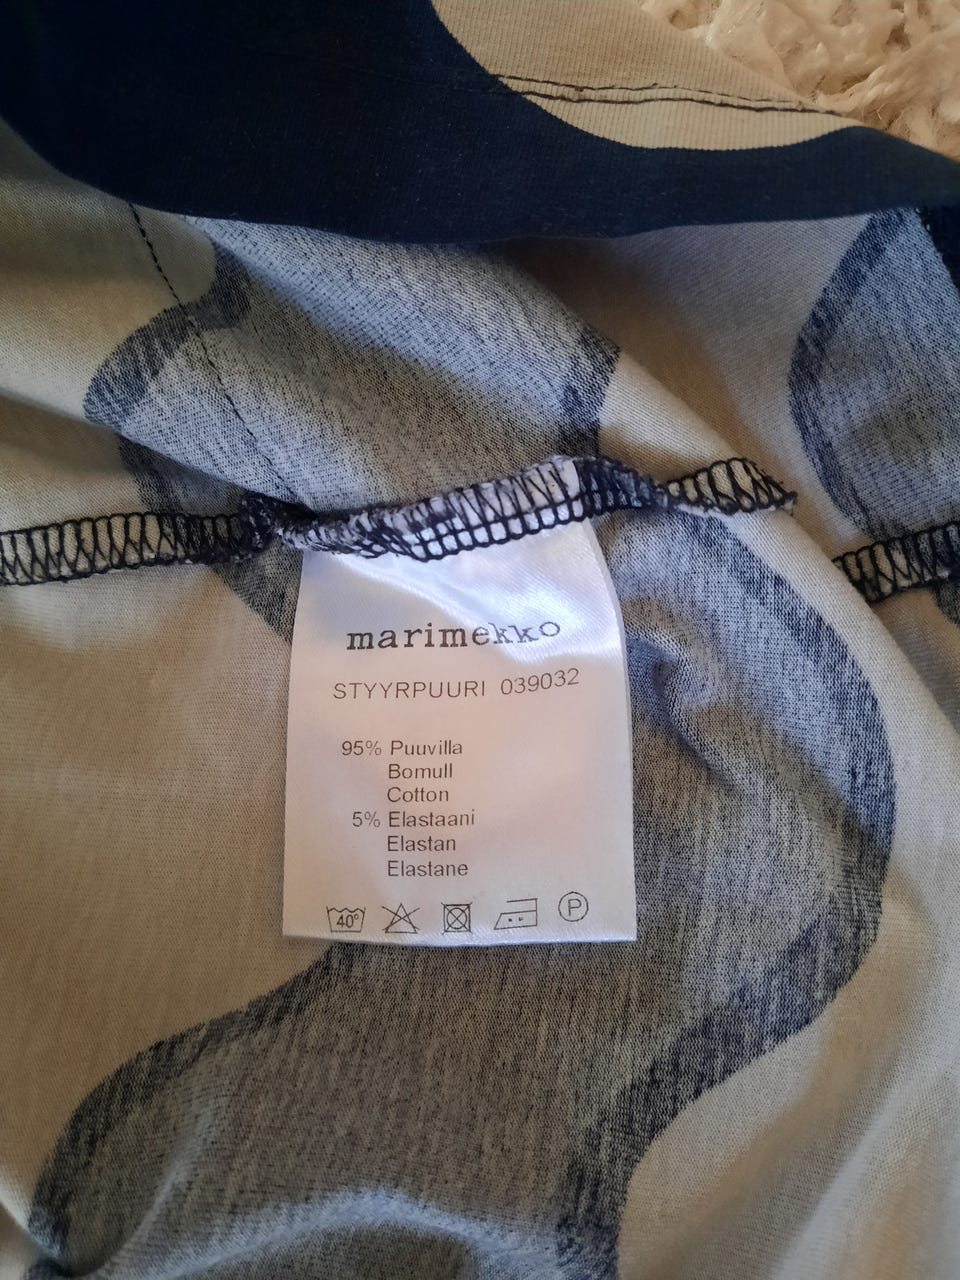 marimekko
STYYRPUURI 039032
95% Puuvilla
Bomull
Cotton
5% Elastaani
Elastan
Elastane
40° P